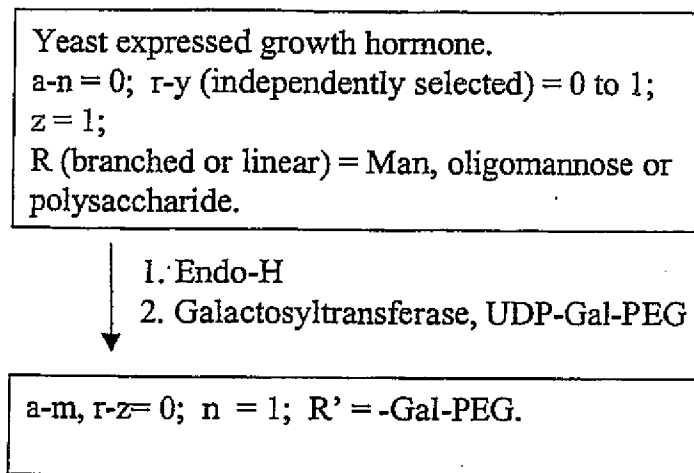 Yeast expressed growth hormone.
a-n = 0; r-y (independently selected) = 0 to 1;
z = 1;
R (branched or linear) = Man, oligomannose or
polysaccharide.
1. Endo-H
2. Galactosyltransferase, UDP-Gal-PEG
a-m, r-z= 0; n = 1; R' = -Gal-PEG.